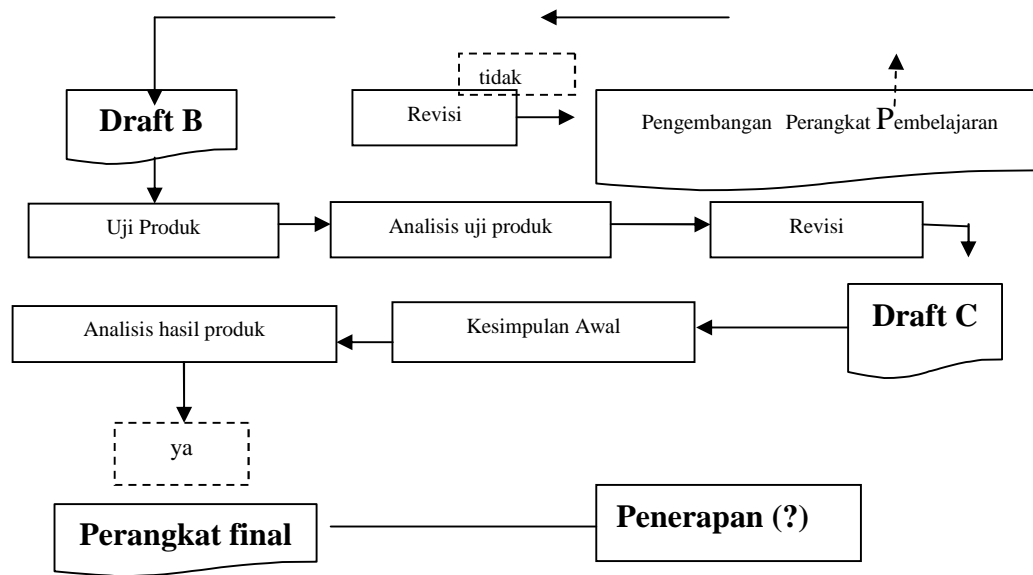 tidak
Draft B
Revisi
Pengembangan Perangkat Pembelajaran
Uji Produk
Analisis uji produk
Revisi
Draft C
Kesimpulan Awal
Analisis hasil produk
ya
Perangkat final
Penerapan (?)